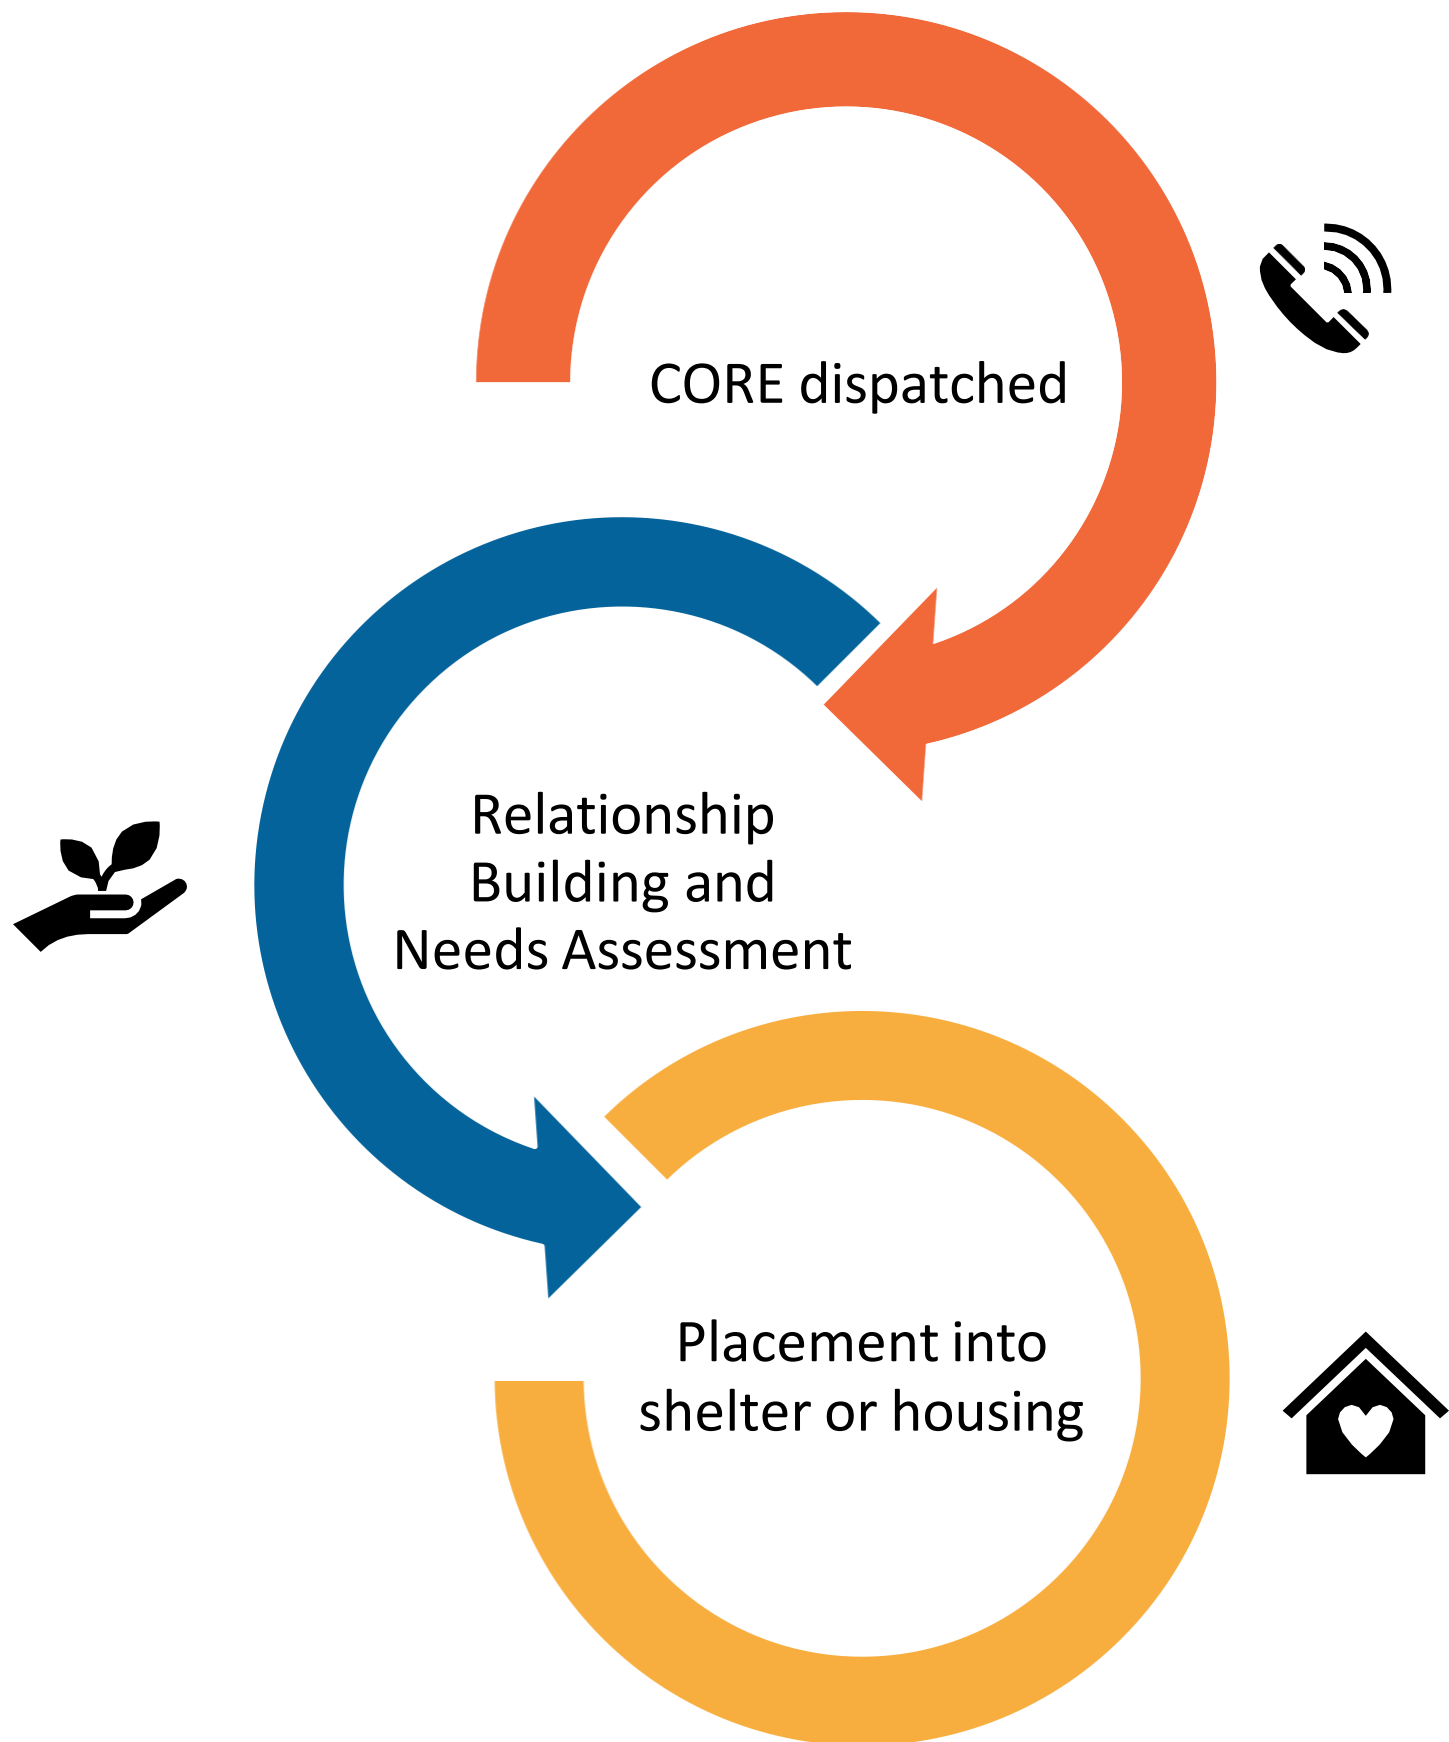 CORE dispatched
Relationship
Building and
Needs Assessment
Placement into
shelter or housing